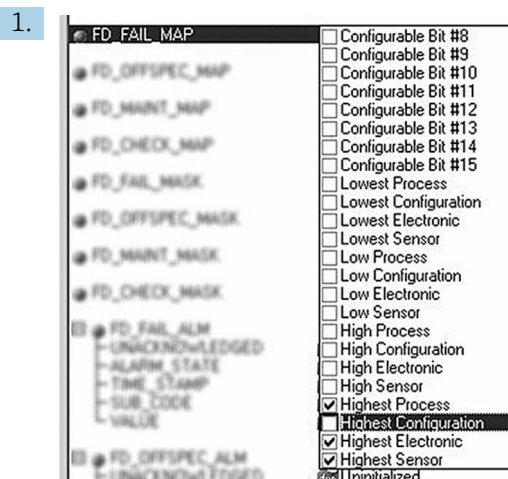 1.
FD_FAIL_MAP
FD_OFFSPEC_MAP
FD_MAINT_MAP
FD_CHECK_MAP
FD_FAIL_MASK
FD_OFFSPEC_MASK
FD_MAINT_MASK
FD_CHECK_MASK
FD_FAIL_ALM
UNACKNOWLEDGED
ALARM_STATE
TIME_STAMP
SUB_CODE
VALUE
FD_OFFSPEC_ALM
UNACKNOWLEDGED
Configurable Bit #8
Configurable Bit #9
Configurable Bit #10
Configurable Bit #11
Configurable Bit #12
Configurable Bit #13
Configurable Bit #14
Configurable Bit #15
Lowest Process
Lowest Configuration
Lowest Electronic
Lowest Sensor
Low Process
Low Configuration
Low Electronic
Low Sensor
High Process
High Configuration
High Electronic
High Sensor
Highest Process
Highest Configuration
Highest Electronic
Highest Sensor
Uninitialized